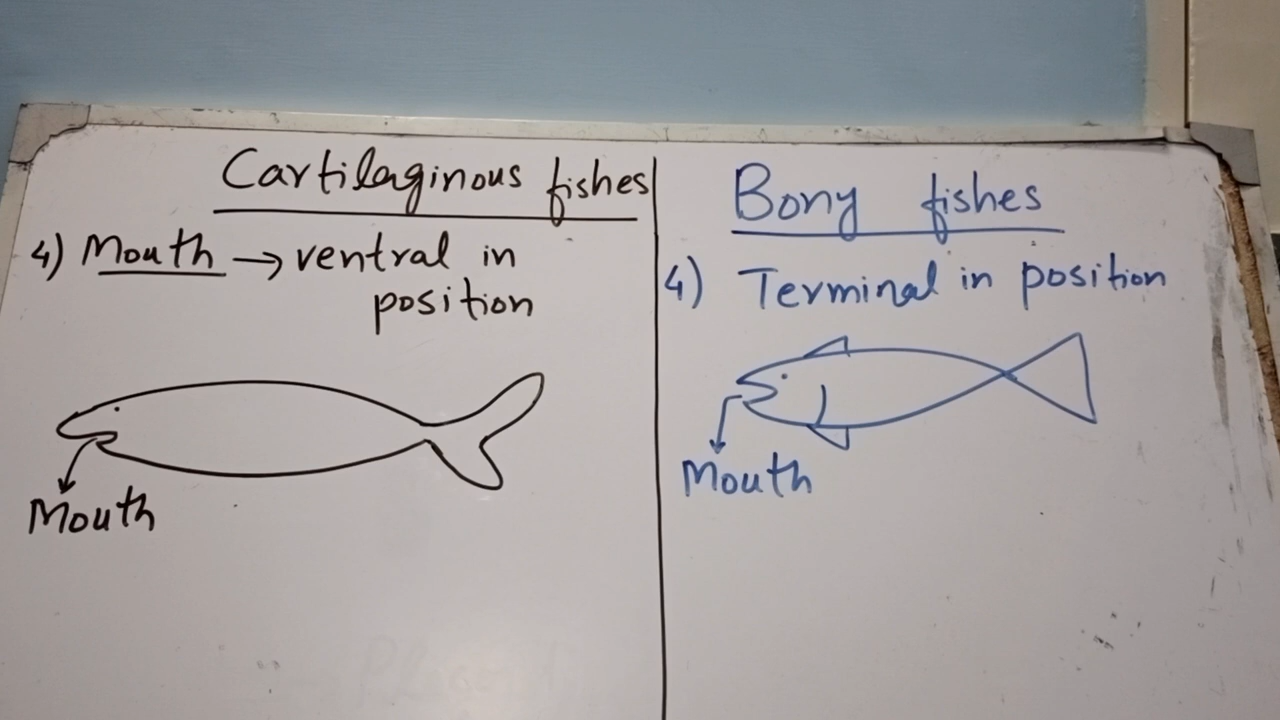 Cartilaginous fishes
4) Mouth → ventral in
position
Mouth
Bony fishes
4) Terminal in position
Mouth